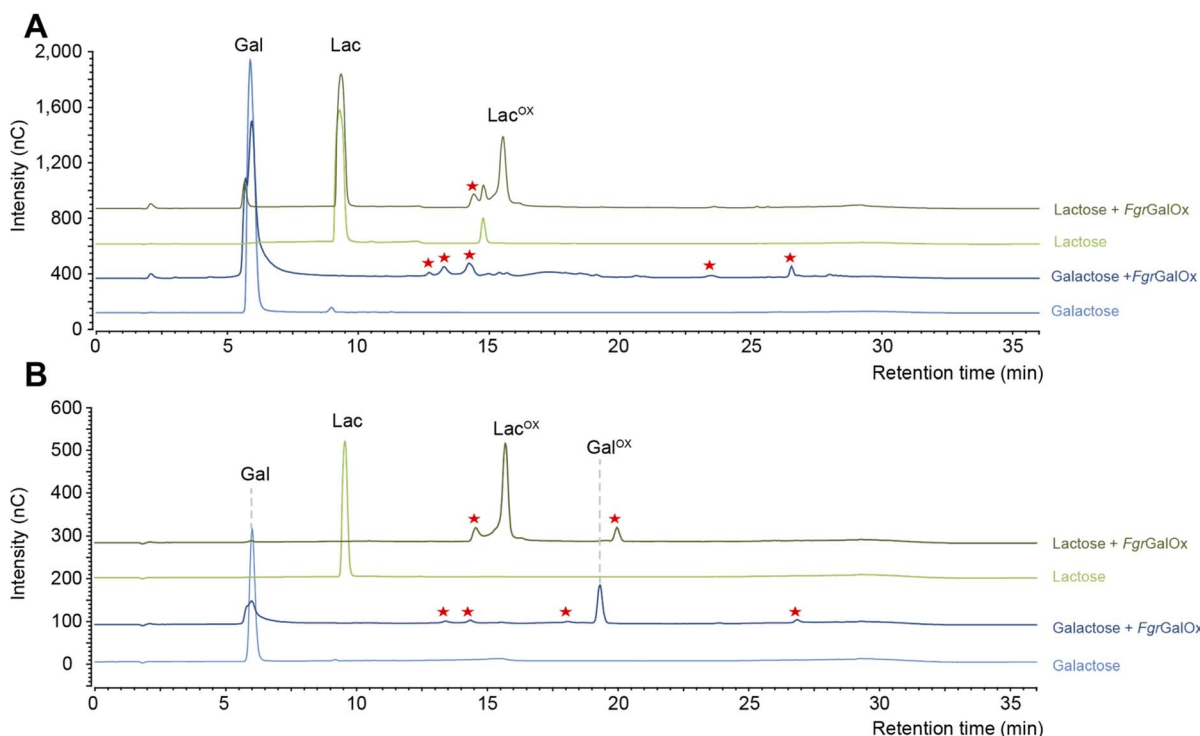 A
Gal
Lac
Lac^OX
2,000
1,600
1,200
800
400
0
Intensity (nC)
Lactose + FgrGalOx
Lactose
Galactose +FgrGalOx
Galactose
0 5 10 15 20 25 30 35
Retention time (min)
B
Lac
Lac^OX
Gal^OX
Gal
600
500
400
300
200
100
0
Intensity (nC)
Lactose + FgrGalOx
Lactose
Galactose + FgrGalOx
Galactose
0 5 10 15 20 25 30 35
Retention time (min)